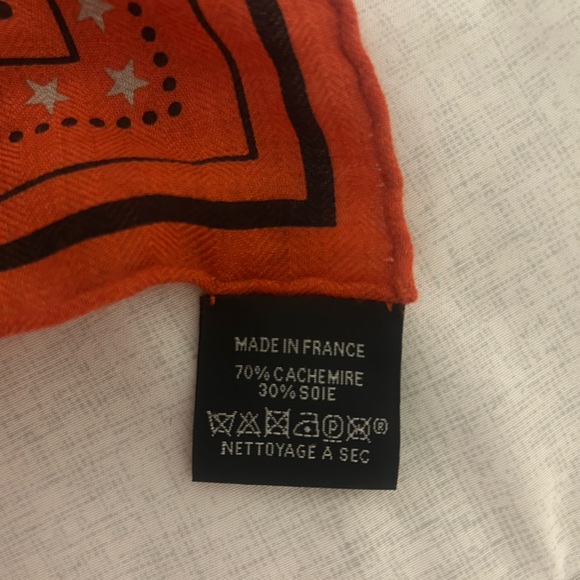 MADE IN FRANCE
70% CACHEMIRE
30% SOIE
P ®
NETTOYAGE A SEC